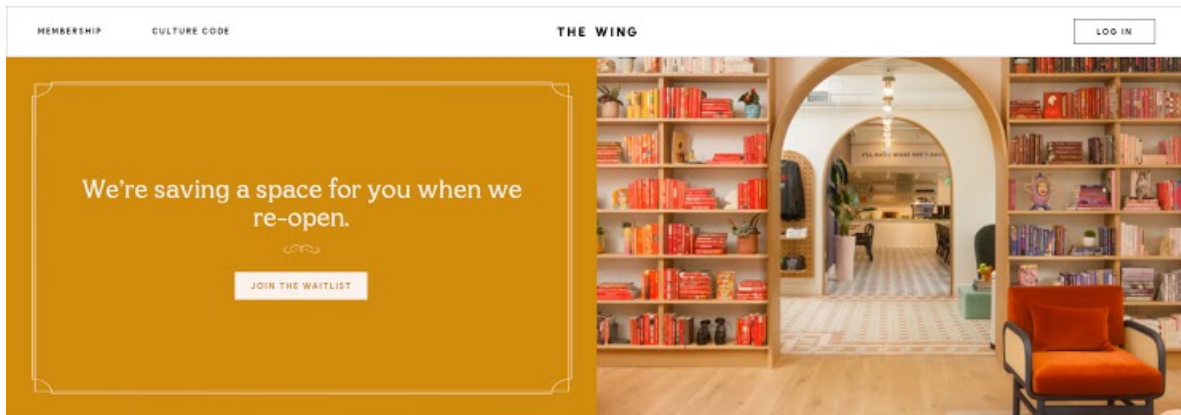 MEMBERSHIP
CULTURE CODE
THE WING
LOG IN
We're saving a space for you when we
re-open.
JOIN THE WAITLIST